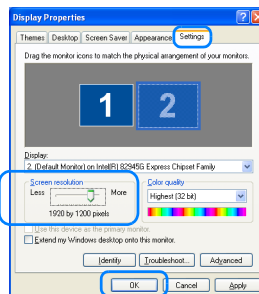 Display Properties
Themes Desktop Screen Saver Appearance Settings
Drag the monitor icons to match the physical arrangement of your monitors.
1 2
Display:
2. (Default Monitor) on Intel(R) 82945G Express Chipset Family
Screen resolution
Less More
1920 by 1200 pixels
Color quality
Highest (32 bit)
Use this device as the primary monitor.
Extend my Windows desktop onto this monitor.
Identify Troubleshoot... Advanced
OK Cancel Apply